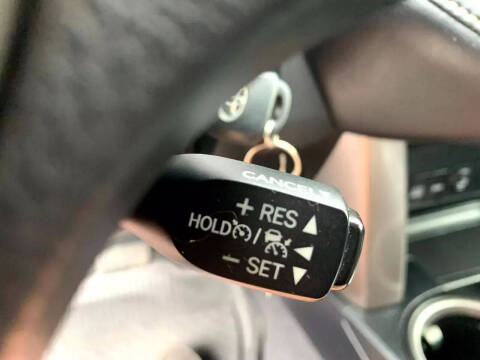 CANCEL
+ RES ▲
HOLD / ◀
− SET ▼